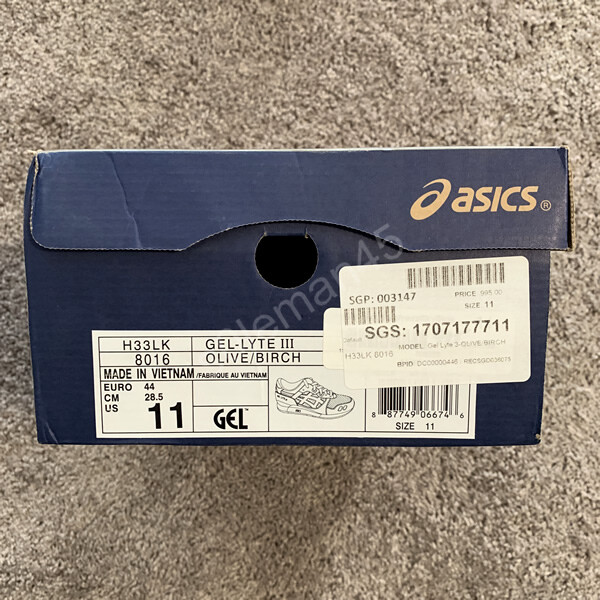 asics®
SGP: 003147
PRICE: 995.00
SIZE: 11
SGS: 1707177711
MODEL: Gel Lyte 3-OLIVE/BIRCH
H33LK 8016
H33LK GEL-LYTE III
8016 OLIVE/BIRCH
MADE IN VIETNAM /FABRIQUE AU VIETNAM
EURO 44
CM 28.5
US 11
GEL™
8 87749 06674 6
SIZE 11